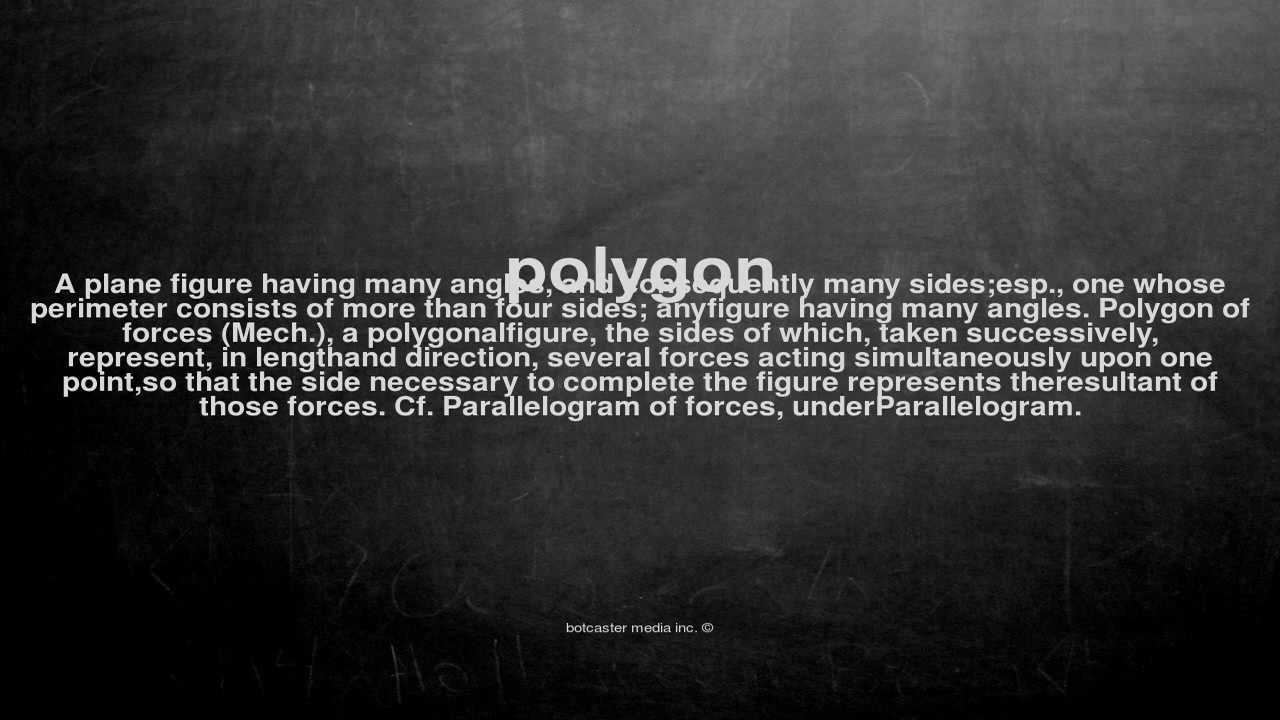 polygon
A plane figure having many angles, and consequently many sides;esp., one whose
perimeter consists of more than four sides; anyfigure having many angles. Polygon of
forces (Mech.), a polygonalfigure, the sides of which, taken successively,
represent, in lengthand direction, several forces acting simultaneously upon one
point,so that the side necessary to complete the figure represents theresultant of
those forces. Cf. Parallelogram of forces, underParallelogram.
botcaster media inc. ©